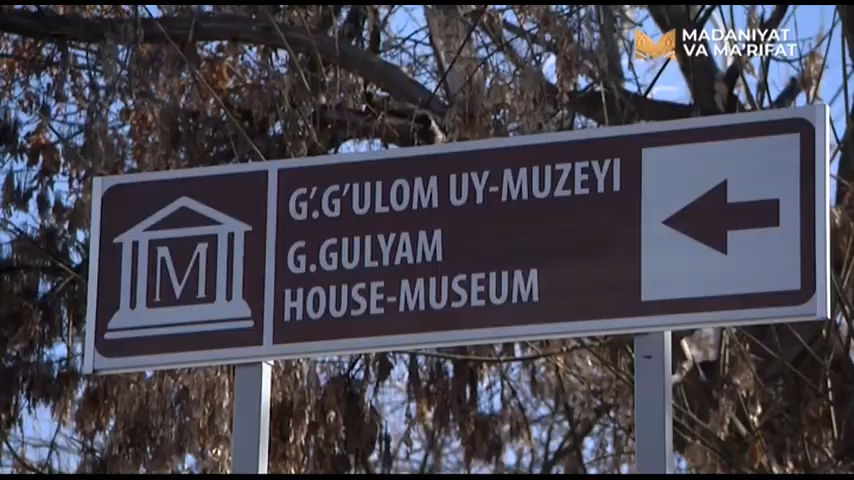 MADANIYAT
VA MA'RIFAT
G'.G'ULOM UY-MUZEYI
G.GULYAM
HOUSE-MUSEUM
M